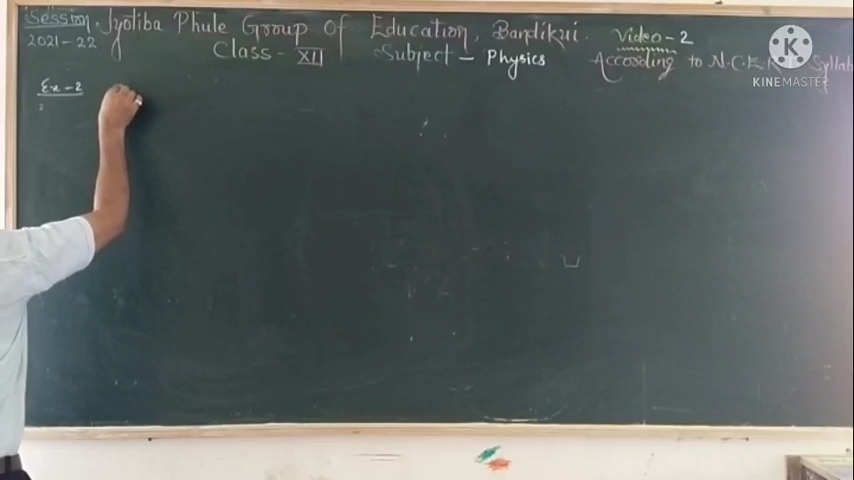 Session Jyotiba Phule Group Of Education, Bandikui. Video-2
2021-22 Class-XII Subject - Physics According to N.C.E.R.T Syllab
K
KINEMASTER
Ex-2